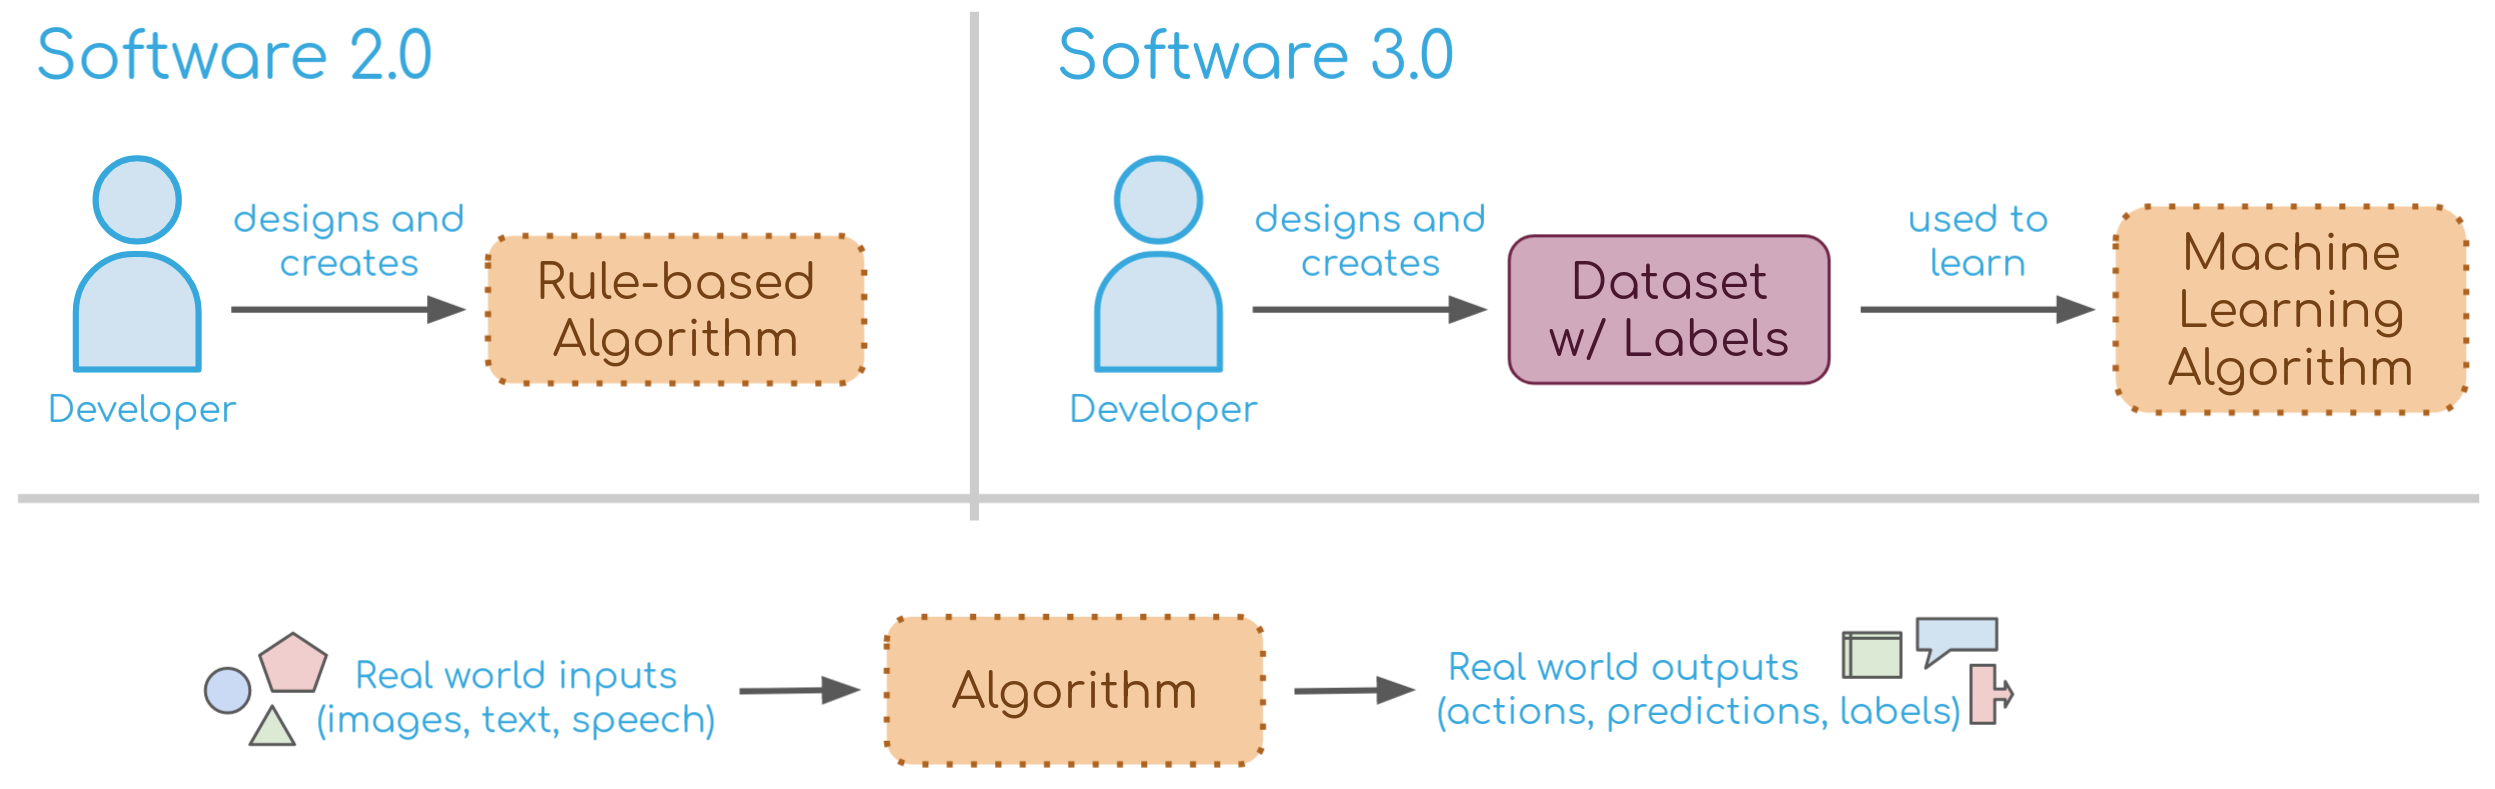 Software 2.0
designs and
creates
Rule-based
Algorithm
Developer
Software 3.0
designs and
creates
Dataset
w/ Labels
used to
learn
Machine
Learning
Algorithm
Developer
Real world inputs
(images, text, speech)
Algorithm
Real world outputs
(actions, predictions, labels)